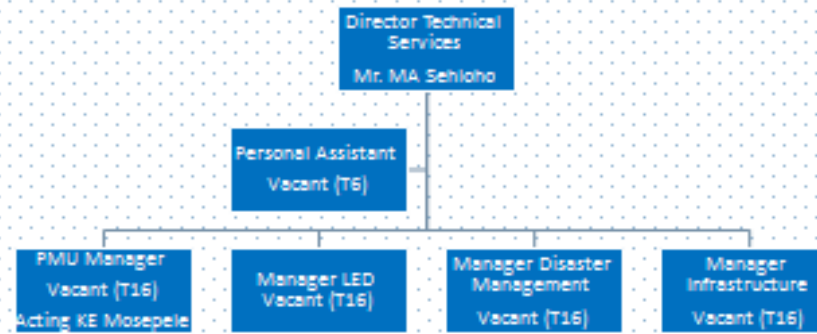 Director Technical
Services
Mr. MA Sehloho
Personal Assistant
Vacant (T6)
PMU Manager
Vacant (T16)
Acting KE Mosepele
Manager LED
Vacant (T16)
Manager Disaster
Management
Vacant (T16)
Manager
Infrastructure
Vacant (T16)